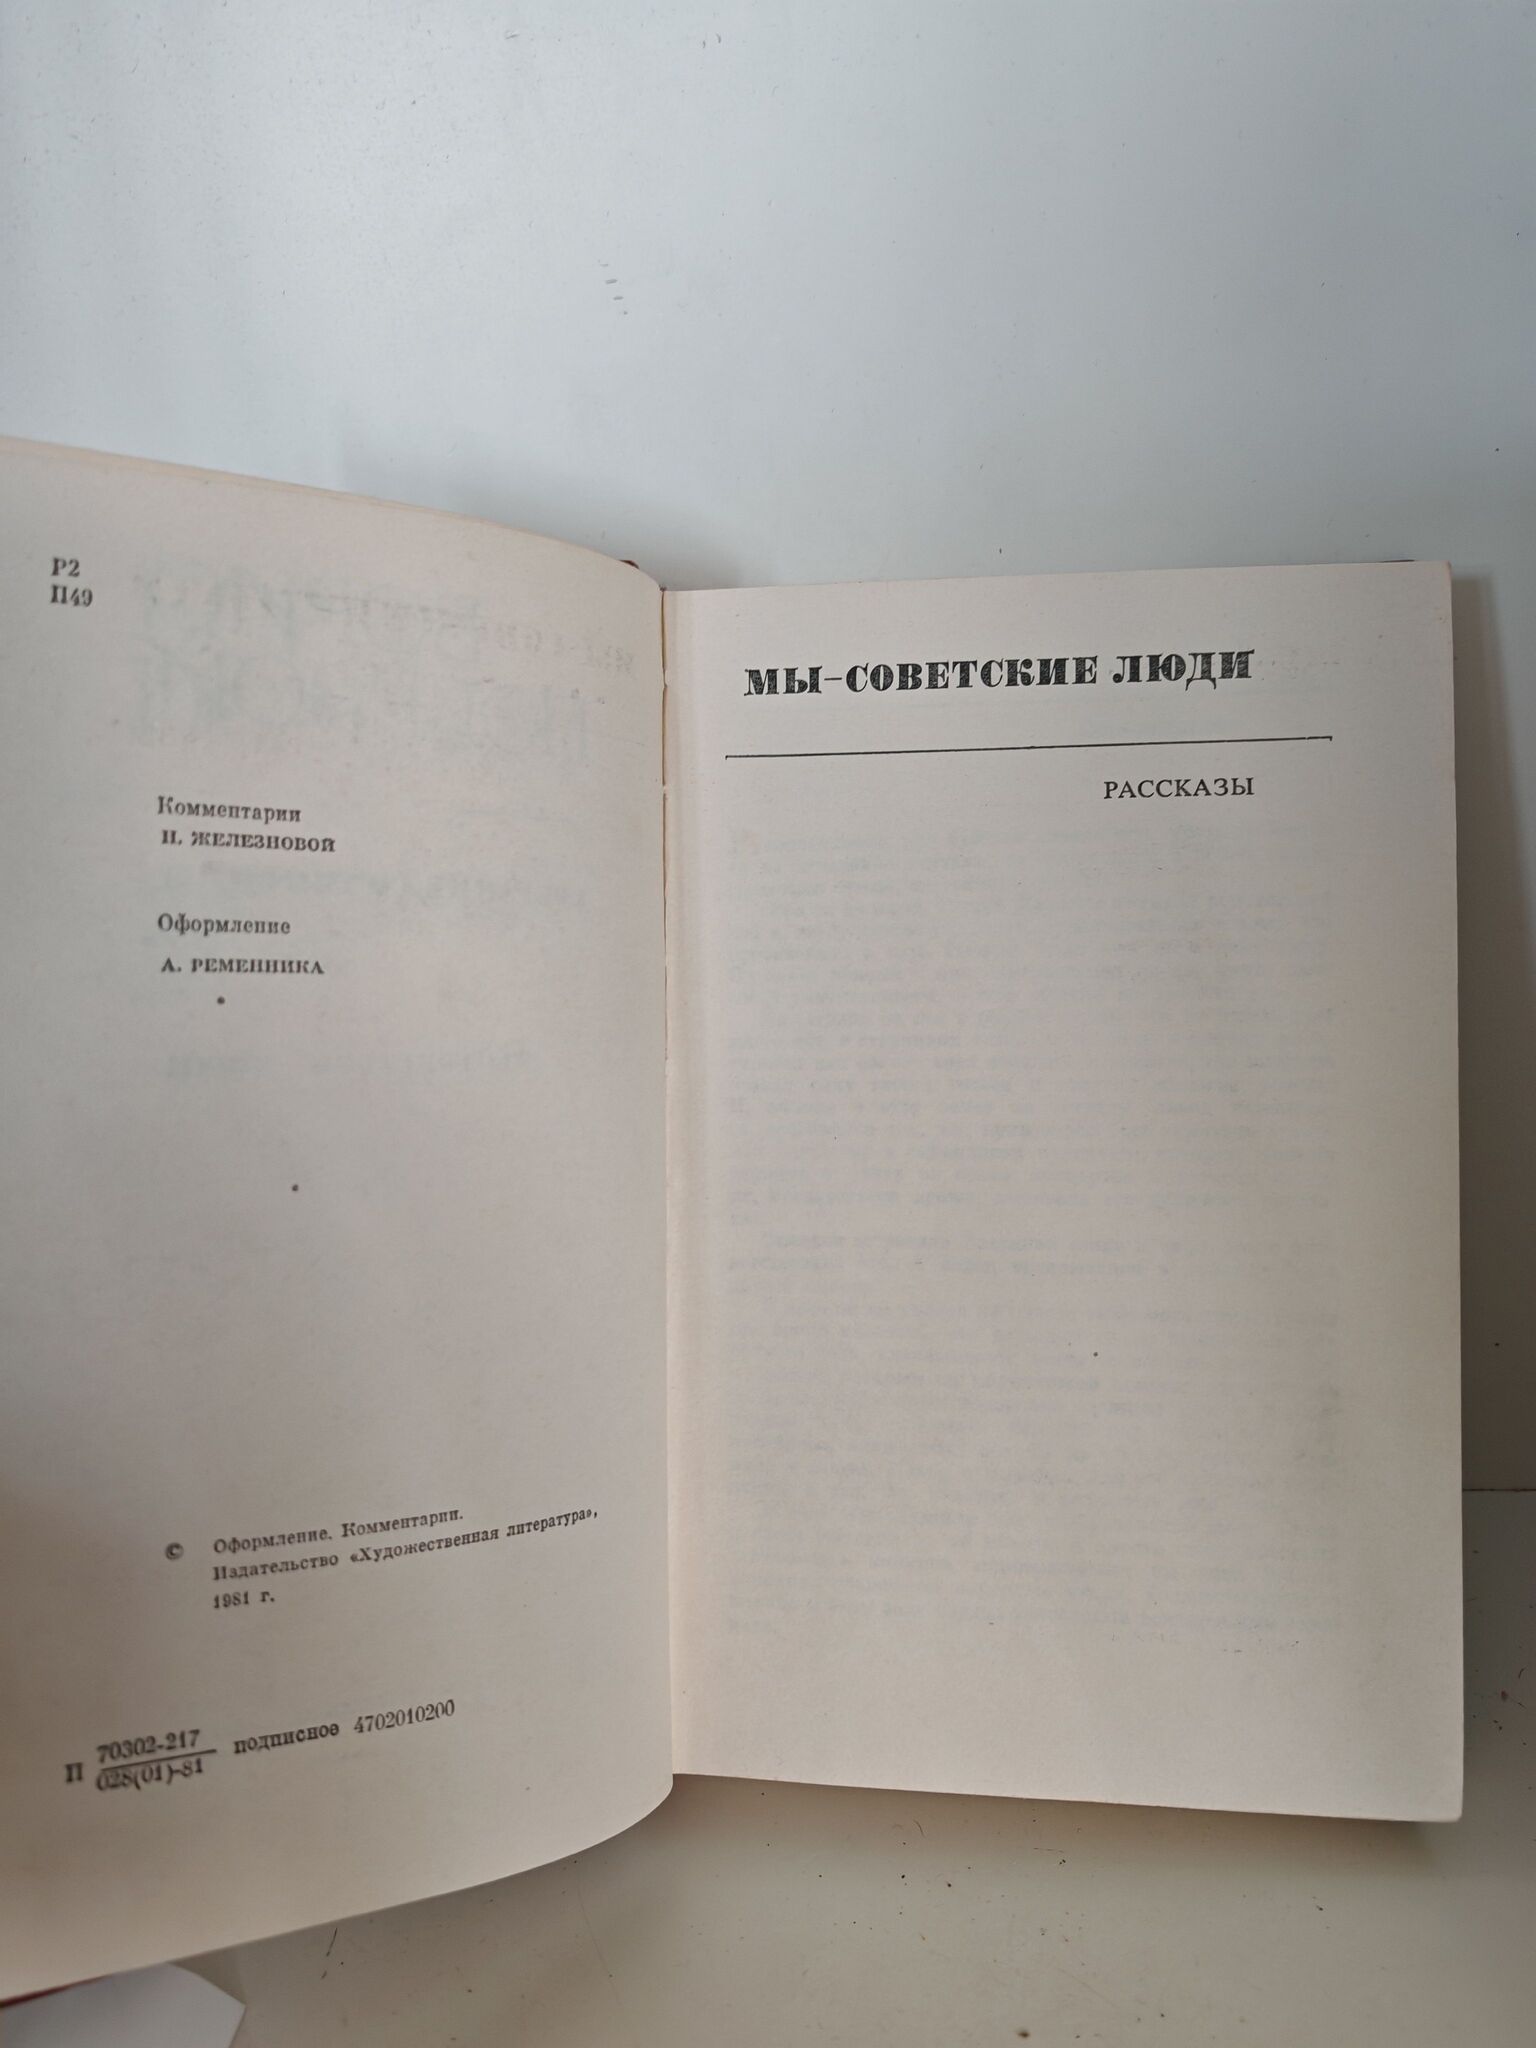 Р2
П49
Комментарии
Н. ЖЕЛЕЗНОВОЙ
Оформление
А. РЕМЕННИКА
© Оформление. Комментарии.
Издательство «Художественная литература»,
1981 г.
П 70302-217 подписное 4702010200
028(01)-81
МЫ–СОВЕТСКИЕ ЛЮДИ
РАССКАЗЫ